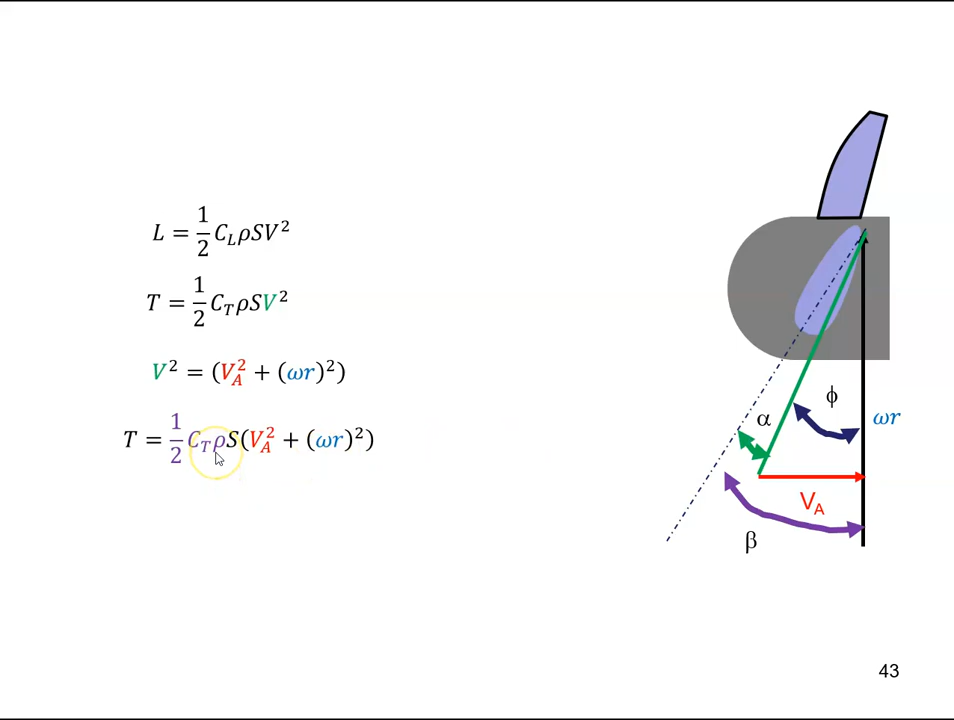 L = 1/2 C_L ρSV²
T = 1/2 C_T ρSV²
V² = (V_A² + (ωr)²)
T = 1/2 C_T ρS(V_A² + (ωr)²)
ϕ
α
ωr
V_A
β
43